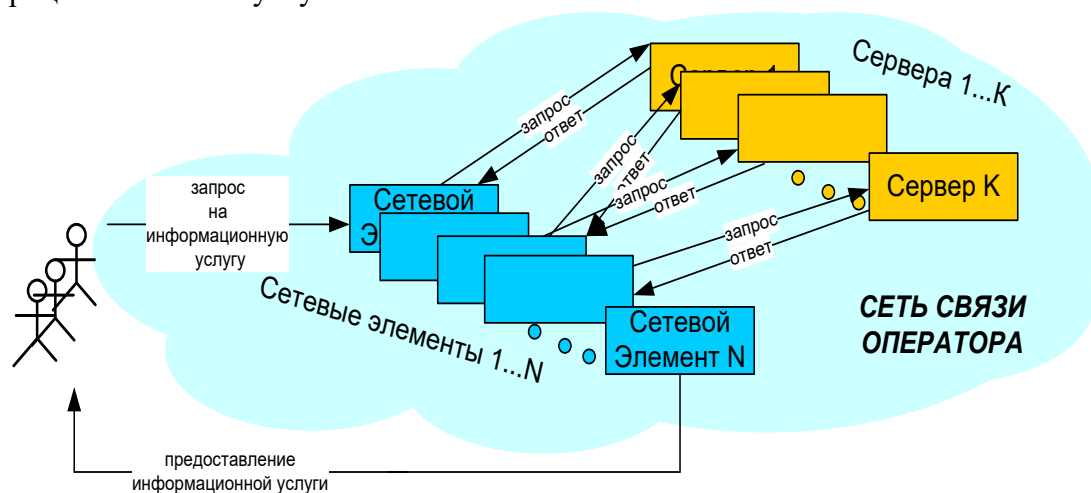 Сервера 1...К
запрос
ответ
запрос
ответ
запрос
ответ
запрос
ответ
Сервер К
запрос
на
информационную
услугу
Сетевой
Сетевые элементы 1...N
Сетевой
Элемент N
СЕТЬ СВЯЗИ
ОПЕРАТОРА
предоставление
информационной услуги